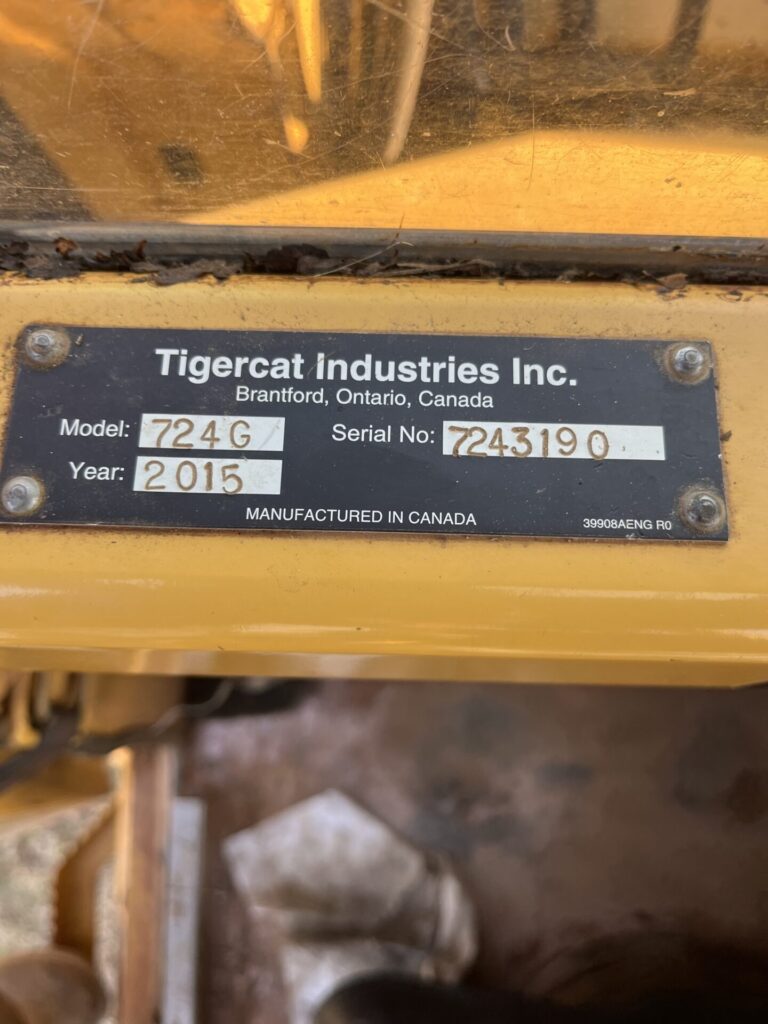 Tigercat Industries Inc.
Brantford, Ontario, Canada
Model: 724G Serial No: 7243190
Year: 2015
MANUFACTURED IN CANADA 39908AENG R0